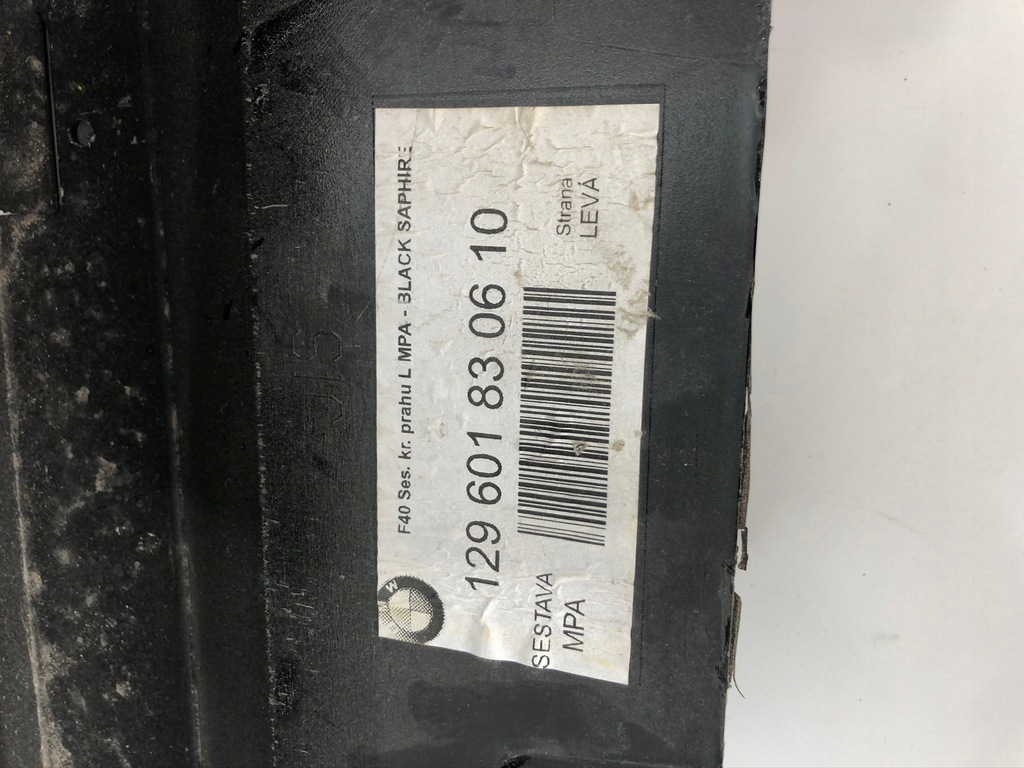 F40 Ses. kr. prahu L MPA - BLACK SAPHIRE
129 601 83 06 10
Strana
LEVÁ
SESTAVA
MPA